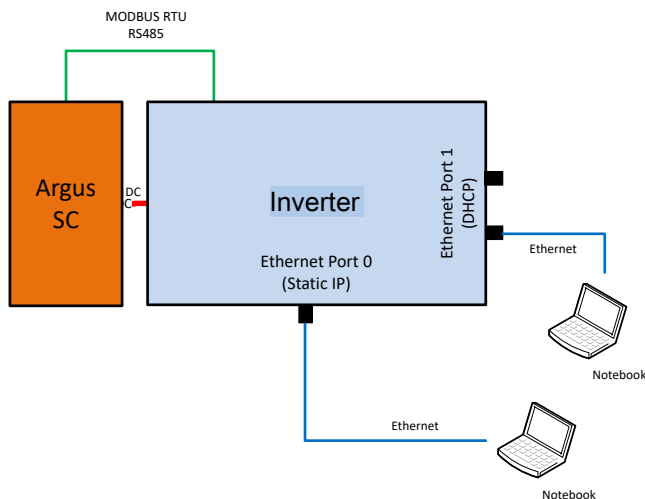 MODBUS RTU
RS485
Argus
SC
DC
C
Inverter
Ethernet Port 1
(DHCP)
Ethernet Port 0
(Static IP)
Ethernet
Notebook
Ethernet
Notebook